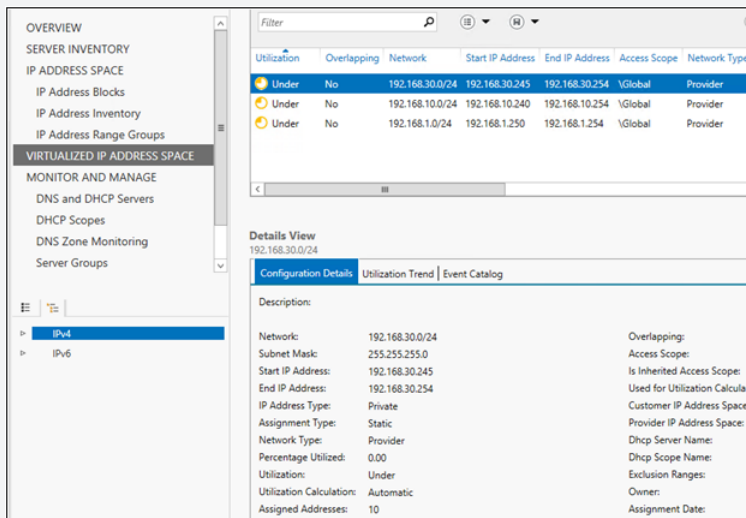 OVERVIEW
SERVER INVENTORY
IP ADDRESS SPACE
IP Address Blocks
IP Address Inventory
IP Address Range Groups
VIRTUALIZED IP ADDRESS SPACE
MONITOR AND MANAGE
DNS and DHCP Servers
DHCP Scopes
DNS Zone Monitoring
Server Groups
IPv4
IPv6
Filter
Utilization Overlapping Network Start IP Address End IP Address Access Scope Network Type
Under No 192.168.30.0/24 192.168.30.245 192.168.30.254 \Global Provider
Under No 192.168.10.0/24 192.168.10.240 192.168.10.254 \Global Provider
Under No 192.168.1.0/24 192.168.1.250 192.168.1.254 \Global Provider
Details View
192.168.30.0/24
Configuration Details Utilization Trend Event Catalog
Description:
Network: 192.168.30.0/24 Overlapping:
Subnet Mask: 255.255.255.0 Access Scope:
Start IP Address: 192.168.30.245 Is Inherited Access Scope:
End IP Address: 192.168.30.254 Used for Utilization Calcula
IP Address Type: Private Customer IP Address Space
Assignment Type: Static Provider IP Address Space:
Network Type: Provider Dhcp Server Name:
Percentage Utilized: 0.00 Dhcp Scope Name:
Utilization: Under Exclusion Ranges:
Utilization Calculation: Automatic Owner:
Assigned Addresses: 10 Assignment Date: